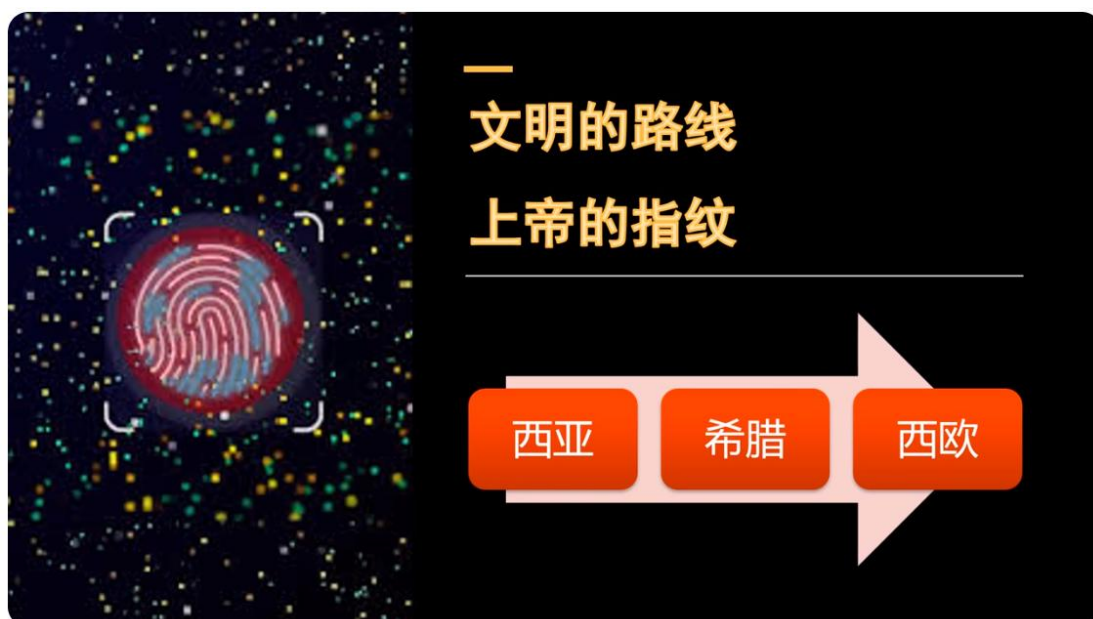 文明的路线
上帝的指纹
西亚
希腊
西欧